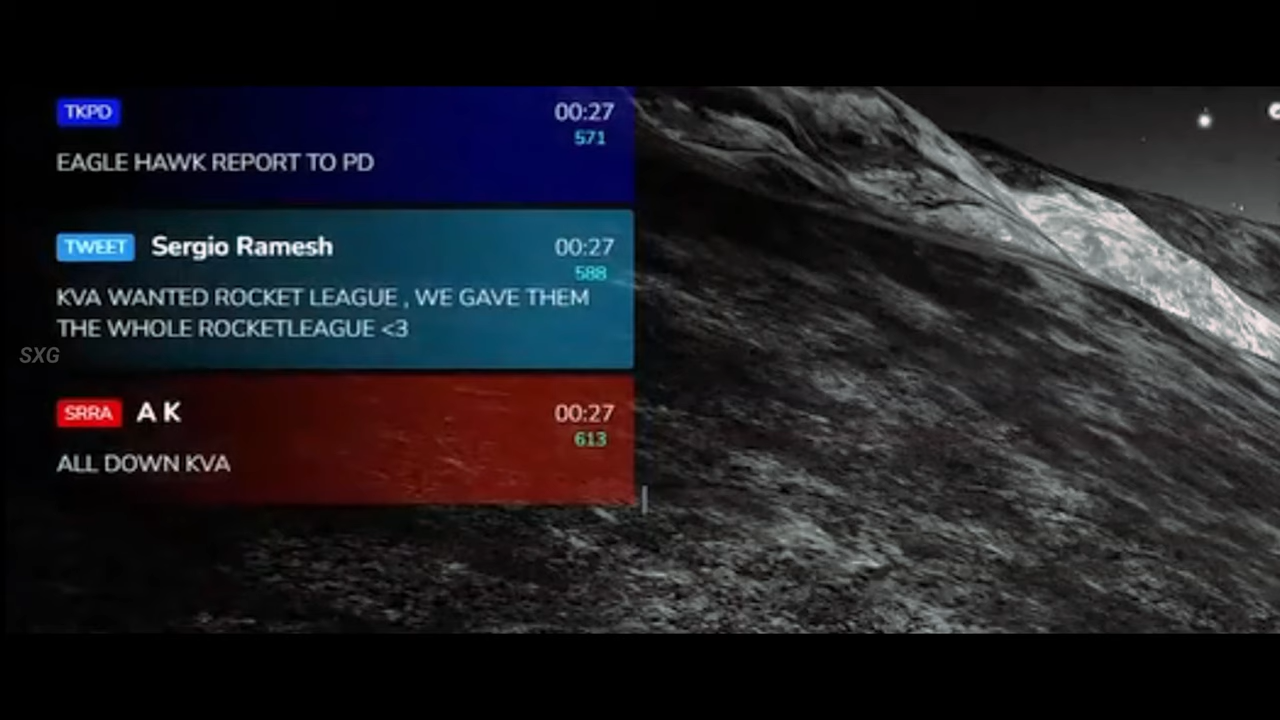 TKPD 00:27
571
EAGLE HAWK REPORT TO PD
TWEET Sergio Ramesh 00:27
588
KVA WANTED ROCKET LEAGUE , WE GAVE THEM
THE WHOLE ROCKETLEAGUE <3
SXG
SRRA A K 00:27
613
ALL DOWN KVA